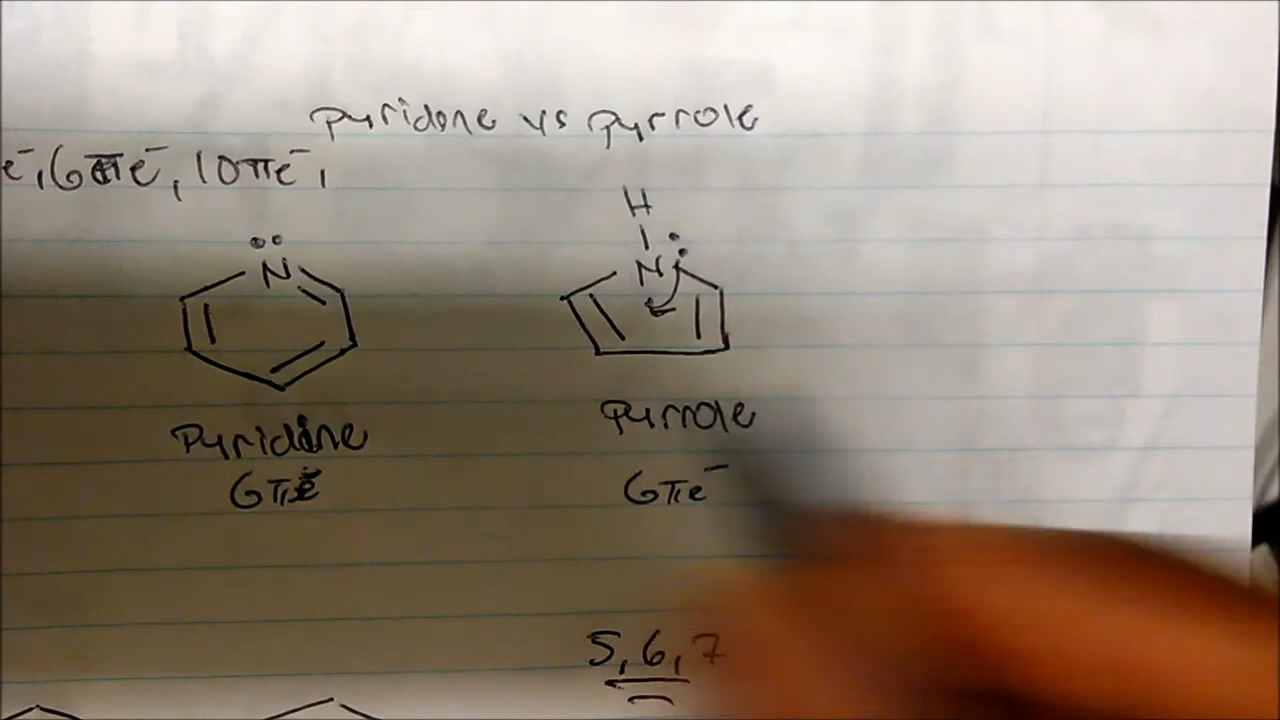 pyridine vs pyrrole
e⁻, 6πe⁻, 10πe⁻,
H
N
N
Pyridine
Pyrrole
6πe⁻
6πe⁻
5, 6, 7